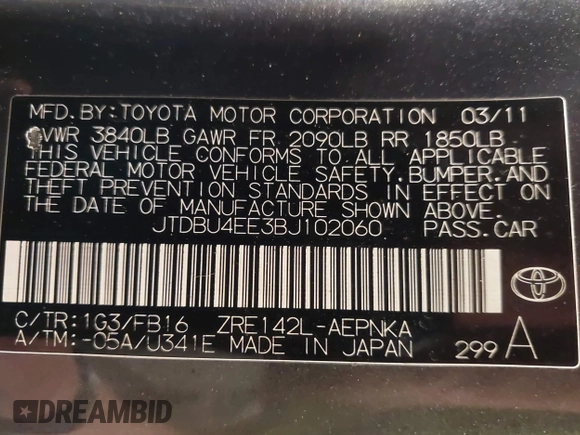 MFD.BY:TOYOTA MOTOR CORPORATION 03/11
GVWR 3840LB GAWR FR 2090LB RR 1850LB
THIS VEHICLE CONFORMS TO ALL APPLICABLE
FEDERAL MOTOR VEHICLE SAFETY,BUMPER,AND
THEFT PREVENTION STANDARDS IN EFFECT ON
THE DATE OF MANUFACTURE SHOWN ABOVE.
JTDBU4EE3BJ102060 PASS.CAR
C/TR:1G3/FB16 ZRE142L-AEPNKA
A/TM:-05A/U341E MADE IN JAPAN 299 A
DREAMBID